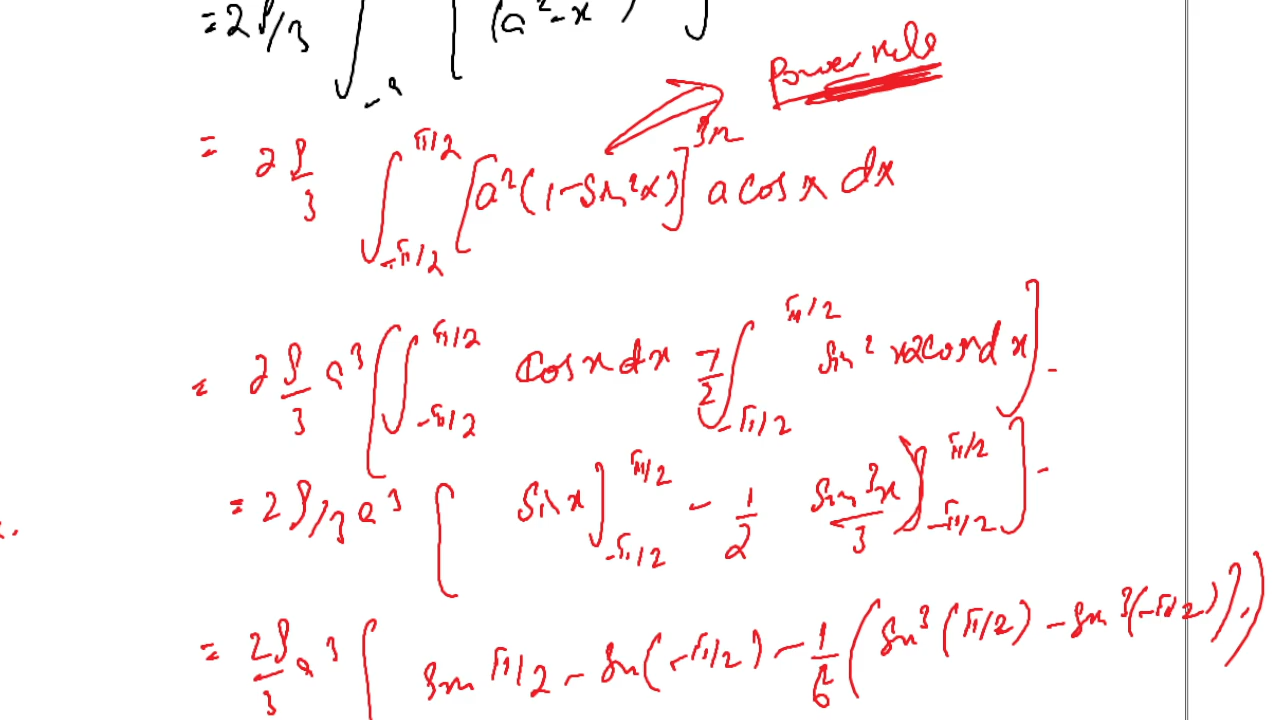 = 2ρ/3 ∫_{-a} [ (a² - x² ) ]
Power rule
= 2ρ/3 ∫_{-π/2}^{π/2} [a²(1 - sin²x)]^{3/2} a cos x dx
= 2ρ/3 a³ [ ∫_{-π/2}^{π/2} cos x dx - 1/2 ∫_{-π/2}^{π/2} sin² x 2 cos x d x ] .
= 2ρ/3 a³ [ sin x ]_{-π/2}^{π/2} - 1/2 sin³x/3 )_{-π/2}^{π/2} ] .
= 2ρ/3 a³ [ sin π/2 - sin(-π/2) - 1/6 ( sin³(π/2) - sin³(-π/2) ) ]